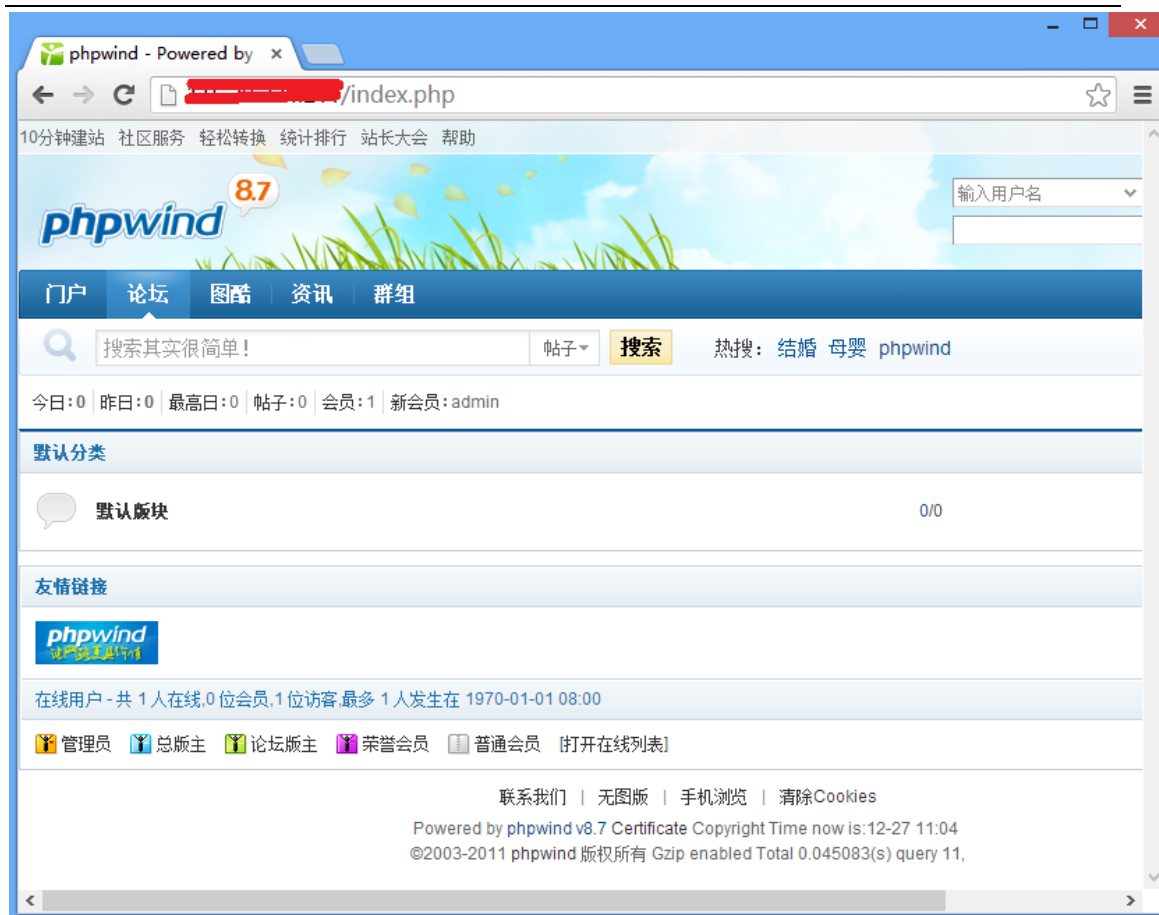 phpwind - Powered by
/index.php
10分钟建站 社区服务 轻松转换 统计排行 站长大会 帮助
phpwind 8.7
输入用户名
门户 论坛 图酷 资讯 群组
搜索其实很简单! 帖子 搜索 热搜: 结婚 母婴 phpwind
今日:0 昨日:0 最高日:0 帖子:0 会员:1 新会员:admin
默认分类
默认版块 0/0
友情链接
phpwind
在线用户 - 共 1 人在线,0 位会员,1 位访客,最多 1 人发生在 1970-01-01 08:00
管理员 总版主 论坛版主 荣誉会员 普通会员 [打开在线列表]
联系我们 | 无图版 | 手机浏览 | 清除Cookies
Powered by phpwind v8.7 Certificate Copyright Time now is:12-27 11:04
©2003-2011 phpwind 版权所有 Gzip enabled Total 0.045083(s) query 11,